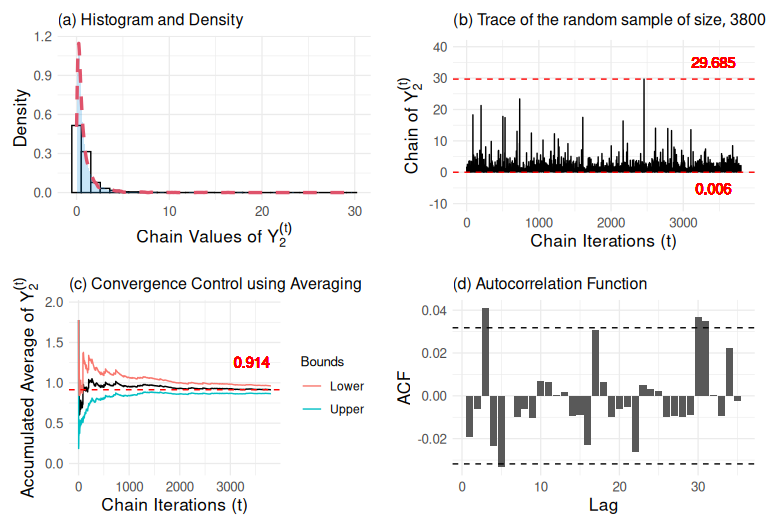 (a) Histogram and Density
1.2
0.9
0.6
0.3
0.0
Density
0
10
20
30
Chain Values of Y₂⁽ᵗ⁾
(b) Trace of the random sample of size, 3800
40
30
20
10
0
-10
Chain of Y₂⁽ᵗ⁾
29.685
0.006
0
1000
2000
3000
Chain Iterations (t)
(c) Convergence Control using Averaging
2.0
1.5
1.0
0.5
0.0
Accumulated Average of Y₂⁽ᵗ⁾
0.914
0
1000
2000
3000
Chain Iterations (t)
Bounds
Lower
Upper
(d) Autocorrelation Function
0.04
0.02
0.00
-0.02
ACF
0
10
20
30
Lag